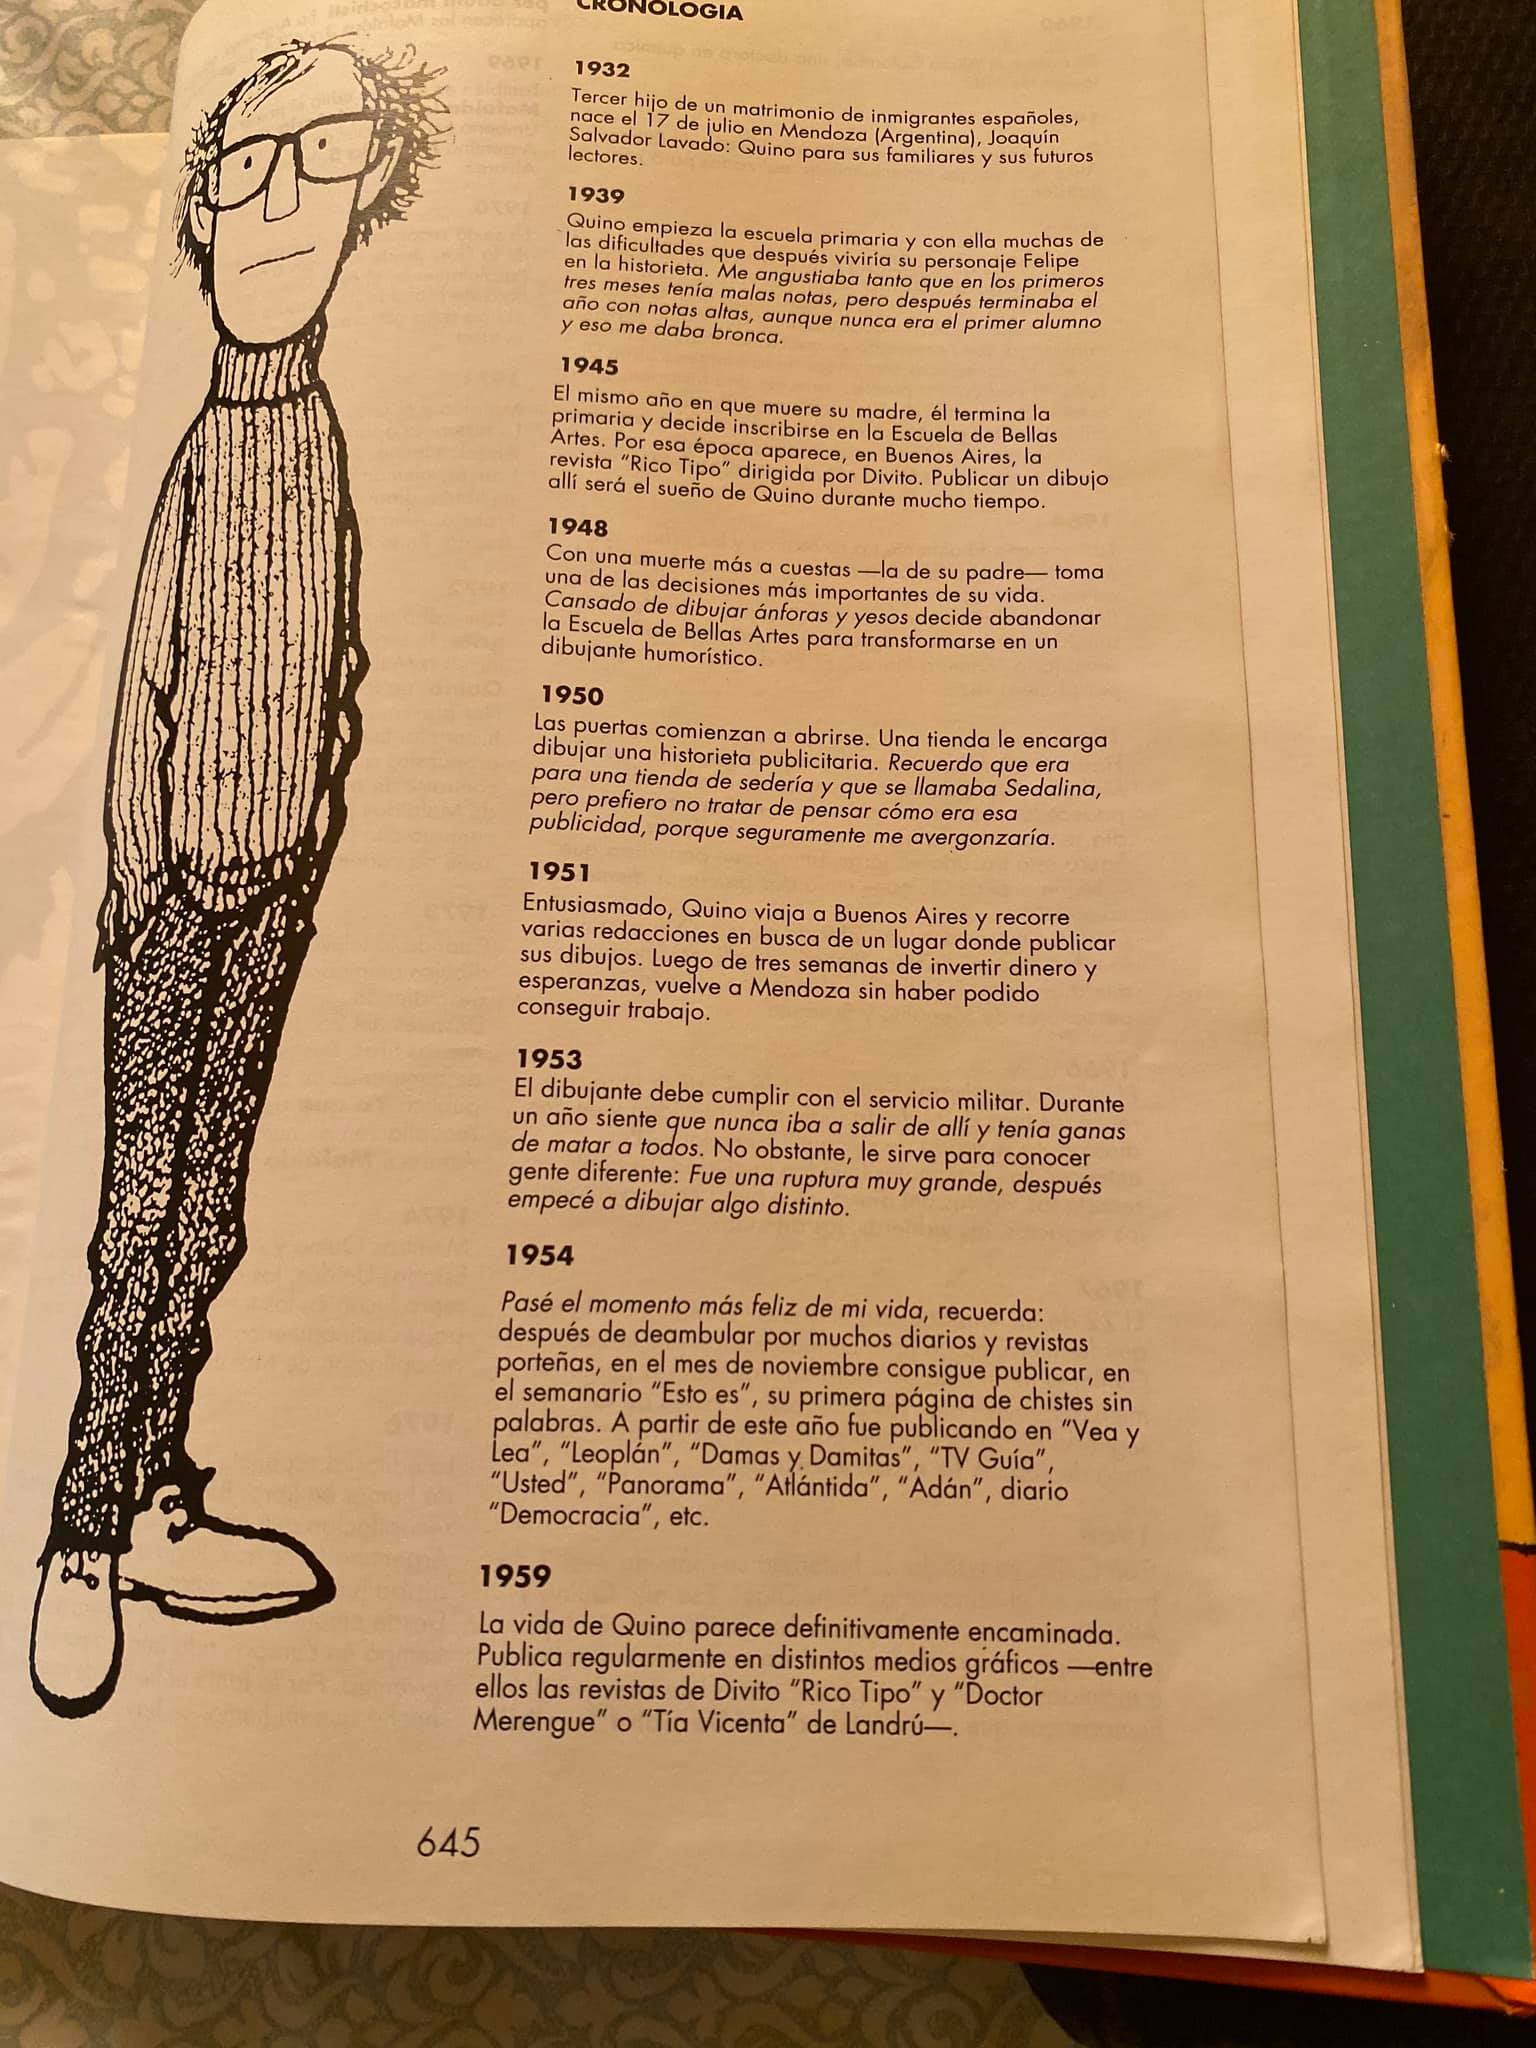 CRONOLOGIA
1932
Tercer hijo de un matrimonio de inmigrantes españoles,
nace el 17 de julio en Mendoza (Argentina), Joaquín
Salvador Lavado: Quino para sus familiares y sus futuros
lectores.
1939
Quino empieza la escuela primaria y con ella muchas de
las dificultades que después viviría su personaje Felipe
en la historieta. Me angustiaba tanto que en los primeros
tres meses tenía malas notas, pero después terminaba el
año con notas altas, aunque nunca era el primer alumno
y eso me daba bronca.
1945
El mismo año en que muere su madre, él termina la
primaria y decide inscribirse en la Escuela de Bellas
Artes. Por esa época aparece, en Buenos Aires, la
revista “Rico Tipo” dirigida por Divito. Publicar un dibujo
allí será el sueño de Quino durante mucho tiempo.
1948
Con una muerte más a cuestas —la de su padre— toma
una de las decisiones más importantes de su vida.
Cansado de dibujar ánforas y yesos decide abandonar
la Escuela de Bellas Artes para transformarse en un
dibujante humorístico.
1950
Las puertas comienzan a abrirse. Una tienda le encarga
dibujar una historieta publicitaria. Recuerdo que era
para una tienda de sedería y que se llamaba Sedalina,
pero prefiero no tratar de pensar cómo era esa
publicidad, porque seguramente me avergonzaría.
1951
Entusiasmado, Quino viaja a Buenos Aires y recorre
varias redacciones en busca de un lugar donde publicar
sus dibujos. Luego de tres semanas de invertir dinero y
esperanzas, vuelve a Mendoza sin haber podido
conseguir trabajo.
1953
El dibujante debe cumplir con el servicio militar. Durante
un año siente que nunca iba a salir de allí y tenía ganas
de matar a todos. No obstante, le sirve para conocer
gente diferente: Fue una ruptura muy grande, después
empecé a dibujar algo distinto.
1954
Pasé el momento más feliz de mi vida, recuerda:
después de deambular por muchos diarios y revistas
porteñas, en el mes de noviembre consigue publicar, en
el semanario “Esto es”, su primera página de chistes sin
palabras. A partir de este año fue publicando en “Vea y
Lea”, “Leoplán”, “Damas y Damitas”, “TV Guía”,
“Usted”, “Panorama”, “Atlántida”, “Adán”, diario
“Democracia”, etc.
1959
La vida de Quino parece definitivamente encaminada.
Publica regularmente en distintos medios gráficos —entre
ellos las revistas de Divito “Rico Tipo” y “Doctor
Merengue” o “Tía Vicenta” de Landrú—.
645